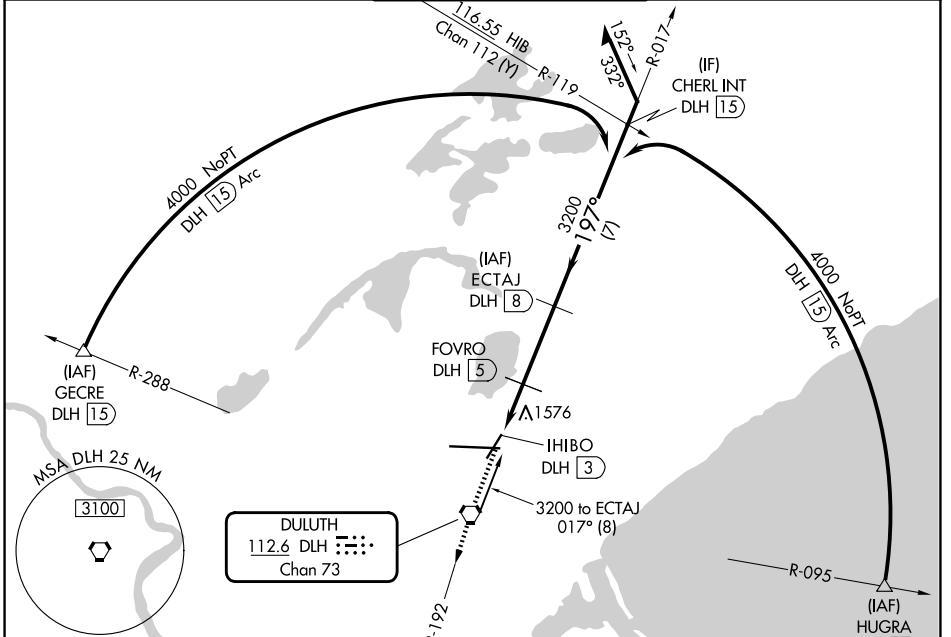 116.55 HIB
Chan 112 (Y)
R-119
152°
332°
R-017
(IF)
CHERL INT
DLH 15
4000 NoPT
DLH 15 Arc
3200
197°
(7)
(IAF)
ECTAJ
DLH 8
4000 NoPT
DLH 15 Arc
FOVRO
DLH 5
(IAF)
GECRE
DLH 15
R-288
1576
IHIBO
DLH 3
MSA DLH 25 NM
3100
3200 to ECTAJ
017° (8)
DULUTH
112.6 DLH
Chan 73
R-095
(IAF)
HUGRA
-192